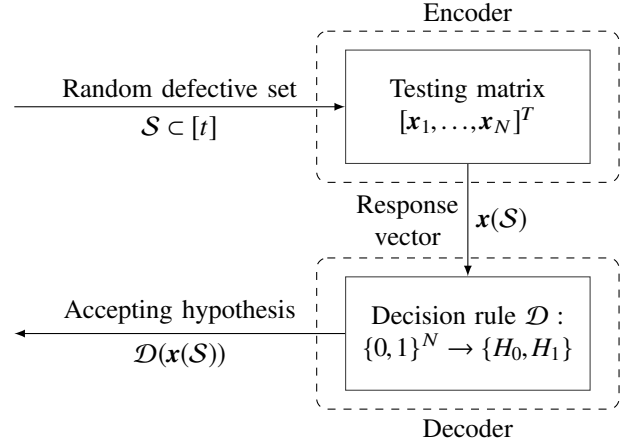 Encoder
Random defective set
𝒮 ⊂ [t]
Testing matrix
[𝒙₁,…,𝒙_N]ᵀ
Response
vector
𝒙(𝒮)
Accepting hypothesis
𝒟(𝒙(𝒮))
Decision rule 𝒟 :
{0,1}ᴺ → {H₀,H₁}
Decoder